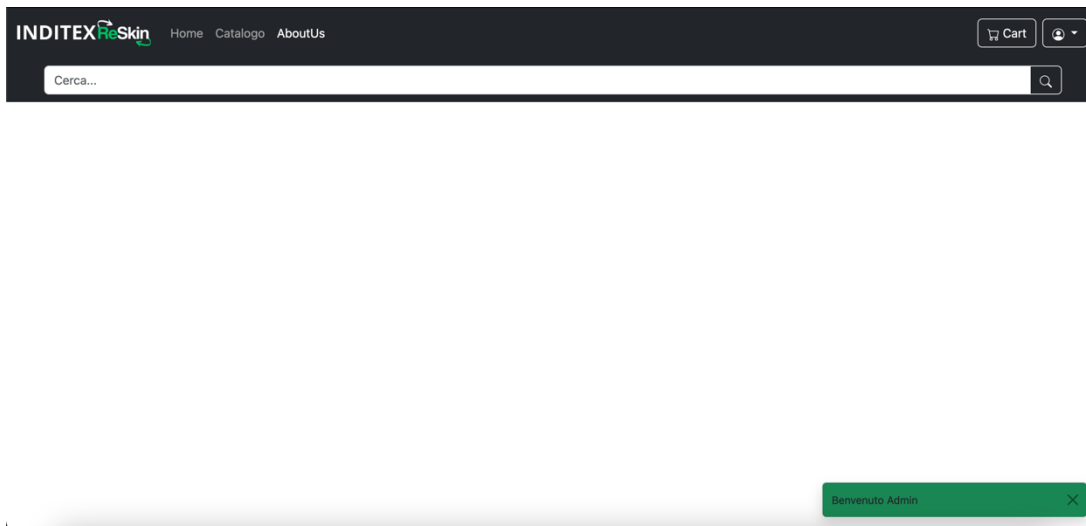 INDITEX ReSkin Home Catalogo AboutUs Cart
Cerca...
Benvenuto Admin